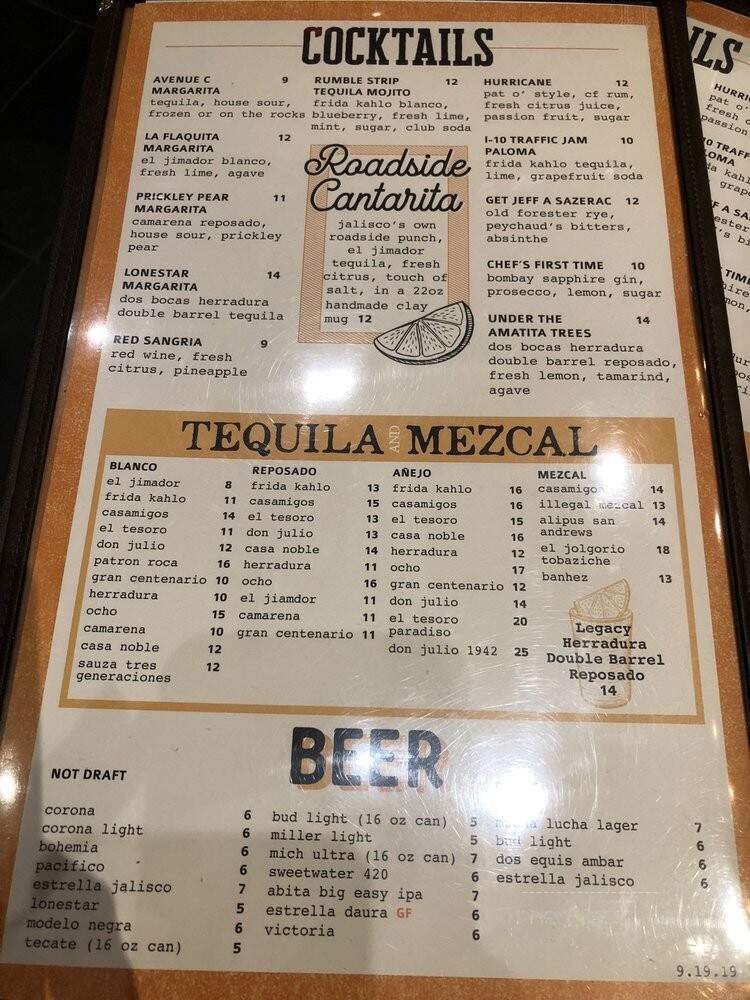 COCKTAILS
AVENUE C 9
MARGARITA
tequila, house sour,
frozen or on the rocks
LA FLAQUITA 12
MARGARITA
el jimador blanco,
fresh lime, agave
PRICKLEY PEAR 11
MARGARITA
camarena reposado,
house sour, prickley
pear
LONESTAR 14
MARGARITA
dos bocas herradura
double barrel tequila
RED SANGRIA 9
red wine, fresh
citrus, pineapple
RUMBLE STRIP 12
TEQUILA MOJITO
frida kahlo blanco,
blueberry, fresh lime,
mint, sugar, club soda
Roadside
Cantarita
jalisco's own
roadside punch,
el jimador
tequila, fresh
citrus, touch of
salt, in a 22oz
handmade clay
mug 12
HURRICANE 12
pat o' style, cf rum,
fresh citrus juice,
passion fruit, sugar
I-10 TRAFFIC JAM 10
PALOMA
frida kahlo tequila,
lime, grapefruit soda
GET JEFF A SAZERAC 12
old forester rye,
peychaud's bitters,
absinthe
CHEF'S FIRST TIME 10
bombay sapphire gin,
prosecco, lemon, sugar
UNDER THE 14
AMATITA TREES
dos bocas herradura
double barrel reposado,
fresh lemon, tamarind,
agave
TEQUILA AND MEZCAL
BLANCO
el jimador 8
frida kahlo 11
casamigos 14
el tesoro 11
don julio 12
patron roca 16
gran centenario 10
herradura 10
ocho 15
camarena 10
casa noble 12
sauza tres 12
generaciones
REPOSADO
frida kahlo 13
casamigos 15
el tesoro 13
don julio 13
casa noble 14
herradura 11
ocho 16
el jiamdor 11
camarena 11
gran centenario 11
AÑEJO
frida kahlo 16
casamigos 16
el tesoro 15
casa noble 16
herradura 12
ocho 17
gran centenario 12
don julio 14
el tesoro 20
paradiso
don julio 1942 25
MEZCAL
casamigos 14
illegal mezcal 13
alipus san 14
andrews
el jolgorio 18
tobaziche
banhez 13
Legacy
Herradura
Double Barrel
Reposado
14
BEER
NOT DRAFT
corona 6
corona light 6
bohemia 6
pacifico 6
estrella jalisco 7
lonestar 5
modelo negra 6
tecate (16 oz can) 5
bud light (16 oz can) 5
miller light 5
mich ultra (16 oz can) 7
sweetwater 420 6
abita big easy ipa 7
estrella daura GF 6
victoria 6
lucha lager 7
bud light 6
dos equis ambar 6
estrella jalisco 6
9.19.19